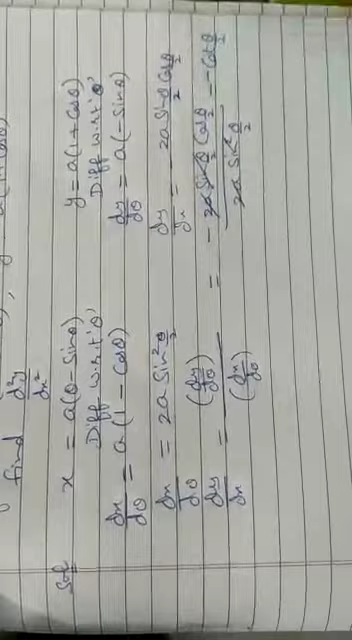 find d²y/dx²
Sol x = a(θ - Sinθ) y = a(1 + Cosθ)
Diff w.r.t 'θ' Diff w.r.t 'θ'
dx/dθ = a(1 - Cosθ) dy/dθ = a(-Sinθ)
dx/dθ = 2a Sin²θ/2 dy/dx = -2a Sinθ/2 Cosθ/2
dy/dx = (dy/dθ)/(dx/dθ) = -2a Sinθ/2 Cosθ/2 / 2a Sin²θ/2 = -Cotθ/2